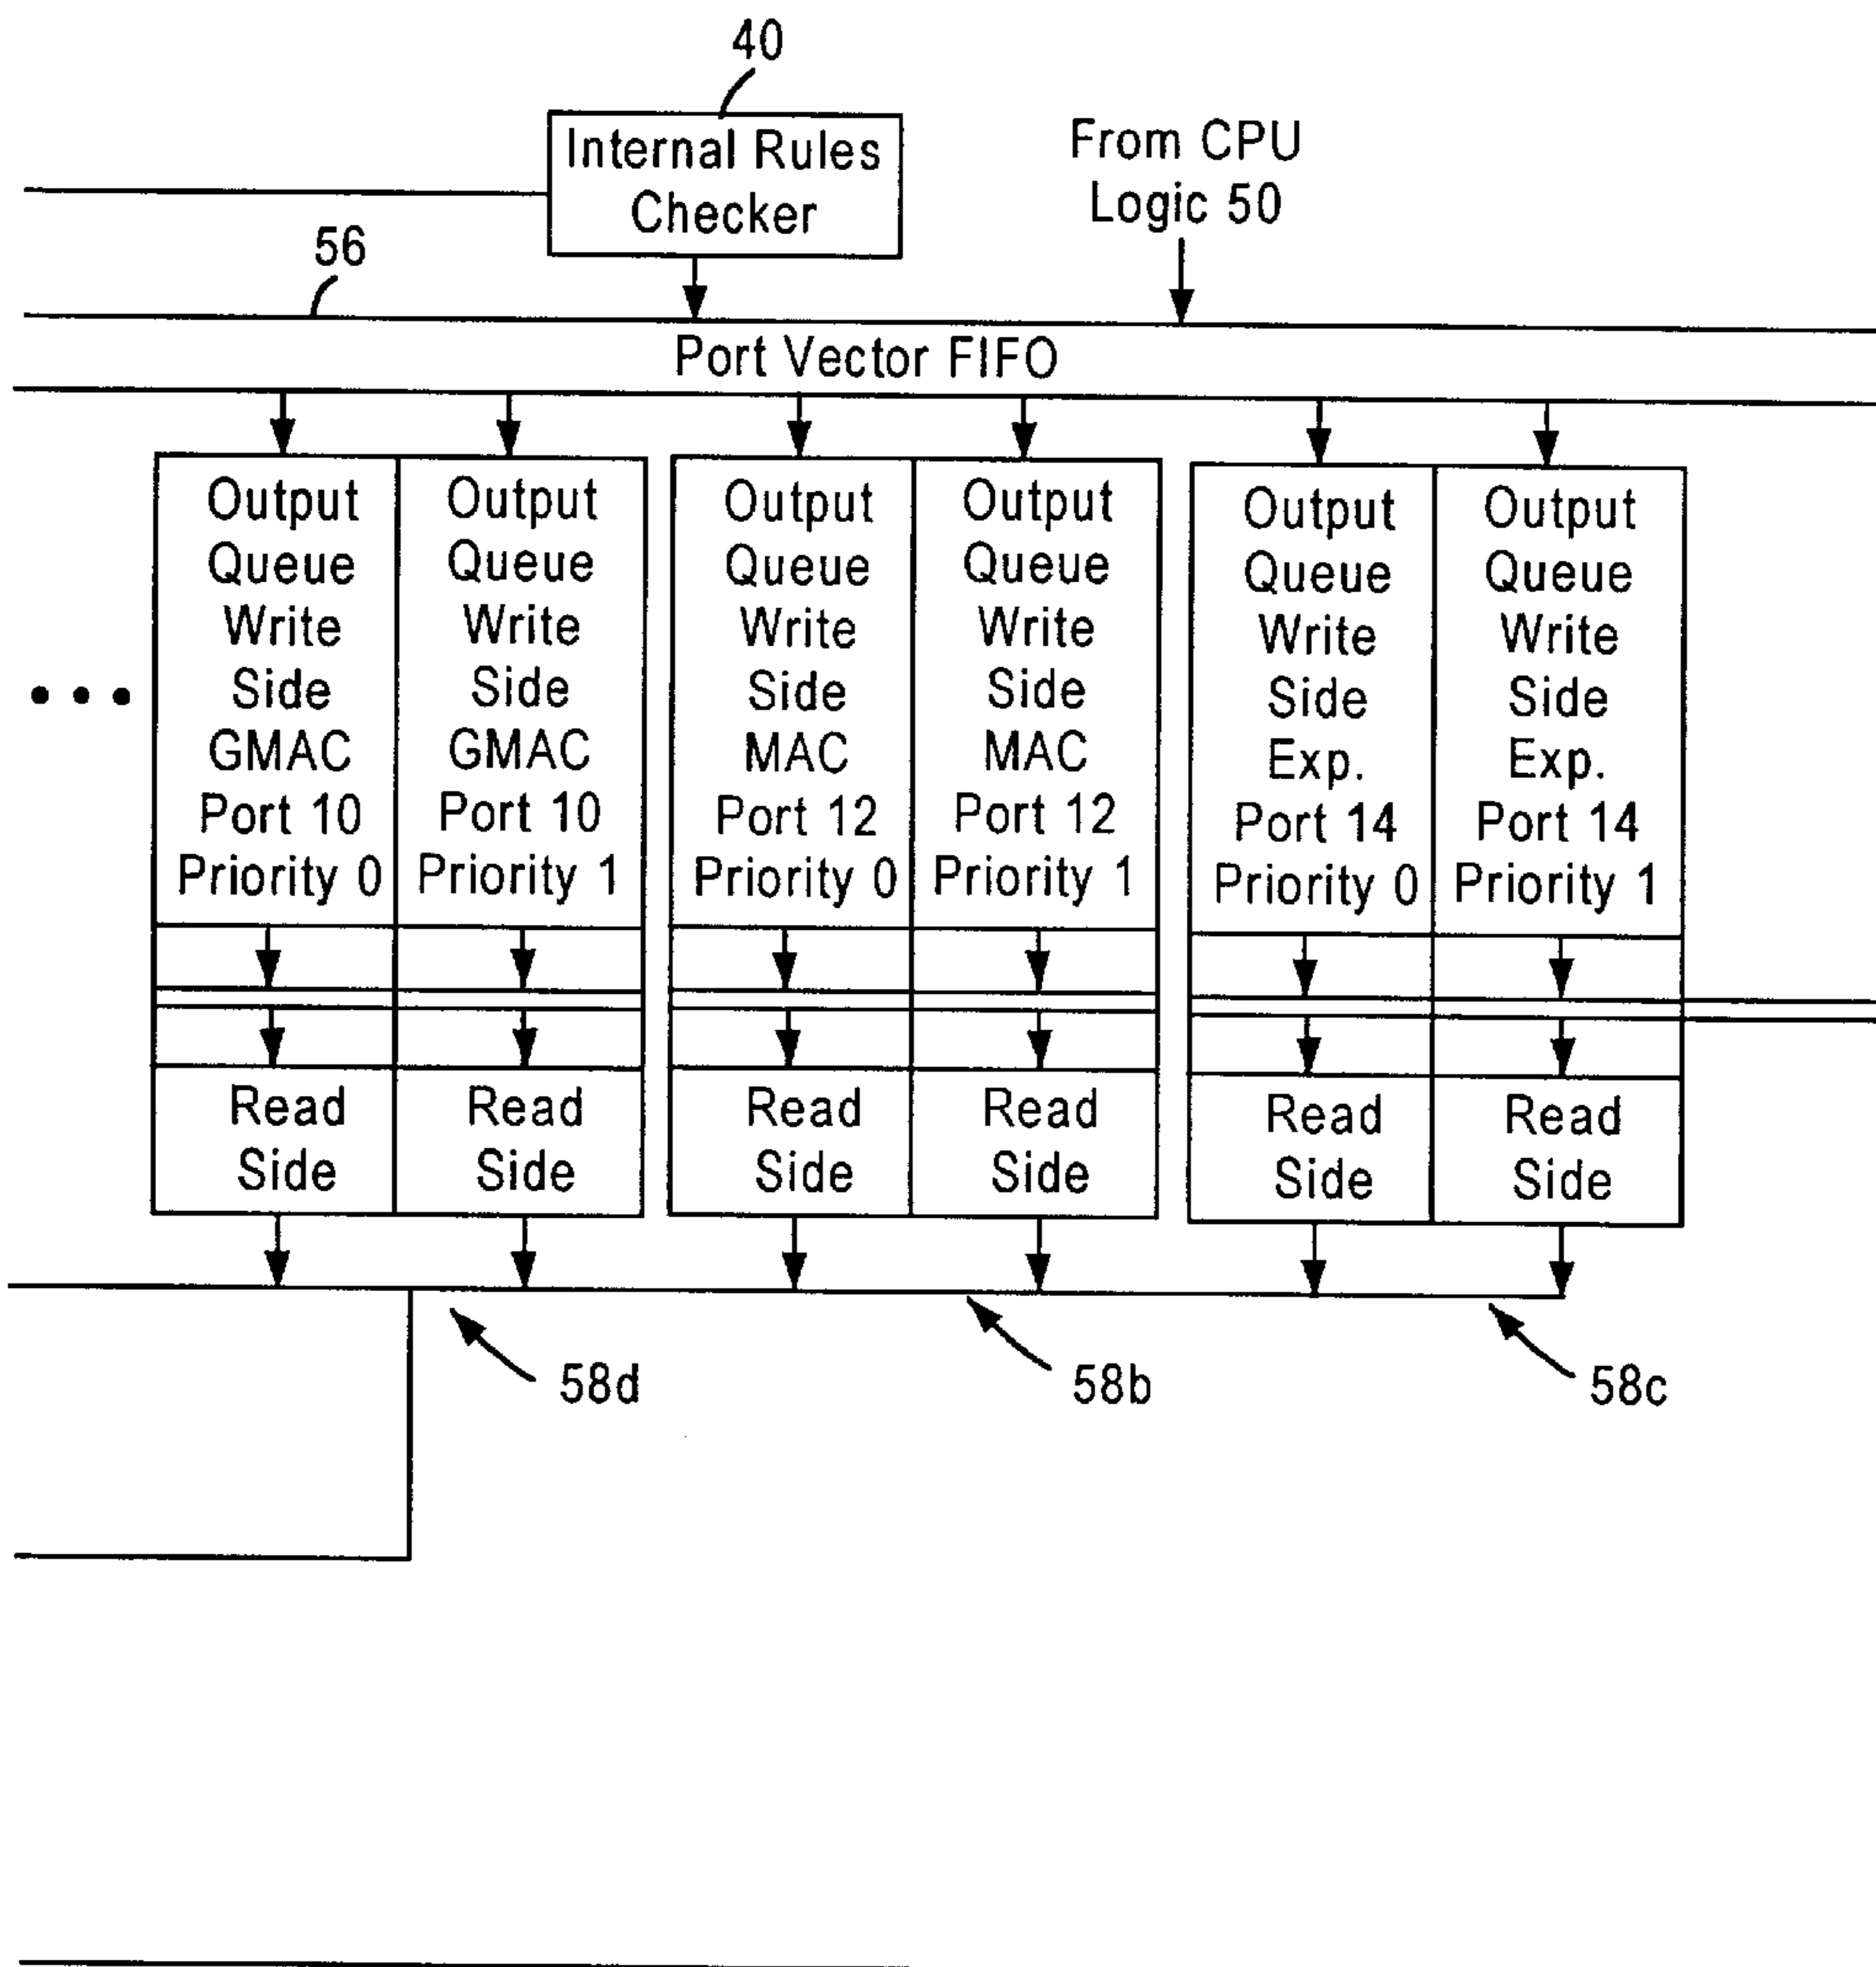 40
Internal Rules
Checker
From CPU
Logic 50
56
Port Vector FIFO
Output
Queue
Write
Side
GMAC
Port 10
Priority 0
Output
Queue
Write
Side
GMAC
Port 10
Priority 1
Output
Queue
Write
Side
MAC
Port 12
Priority 0
Output
Queue
Write
Side
MAC
Port 12
Priority 1
Output
Queue
Write
Side
Exp.
Port 14
Priority 0
Output
Queue
Write
Side
Exp.
Port 14
Priority 1
Read
Side
Read
Side
Read
Side
Read
Side
Read
Side
Read
Side
58d
58b
58c